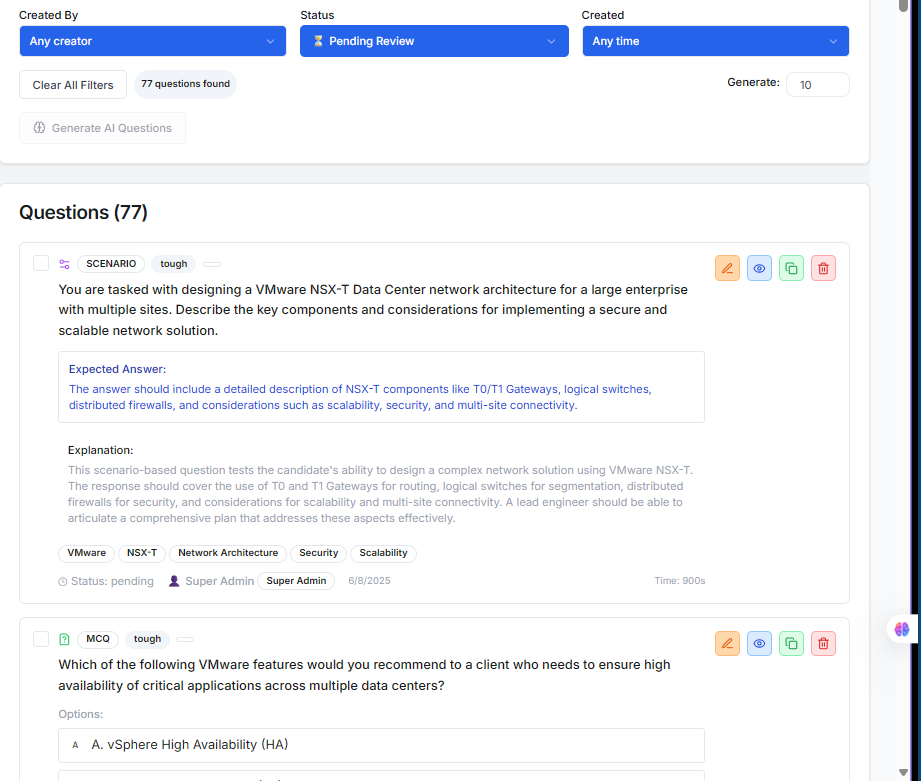 Created By
Status
Created
Any creator
⏳ Pending Review
Any time
Clear All Filters
77 questions found
Generate:
10
Generate AI Questions
Questions (77)
SCENARIO
tough
You are tasked with designing a VMware NSX-T Data Center network architecture for a large enterprise
with multiple sites. Describe the key components and considerations for implementing a secure and
scalable network solution.
Expected Answer:
The answer should include a detailed description of NSX-T components like T0/T1 Gateways, logical switches,
distributed firewalls, and considerations such as scalability, security, and multi-site connectivity.
Explanation:
This scenario-based question tests the candidate's ability to design a complex network solution using VMware NSX-T.
The response should cover the use of T0 and T1 Gateways for routing, logical switches for segmentation, distributed
firewalls for security, and considerations for scalability and multi-site connectivity. A lead engineer should be able to
articulate a comprehensive plan that addresses these aspects effectively.
VMware
NSX-T
Network Architecture
Security
Scalability
Status: pending
👤 Super Admin
Super Admin
6/8/2025
Time: 900s
MCQ
tough
Which of the following VMware features would you recommend to a client who needs to ensure high
availability of critical applications across multiple data centers?
Options:
A
A. vSphere High Availability (HA)